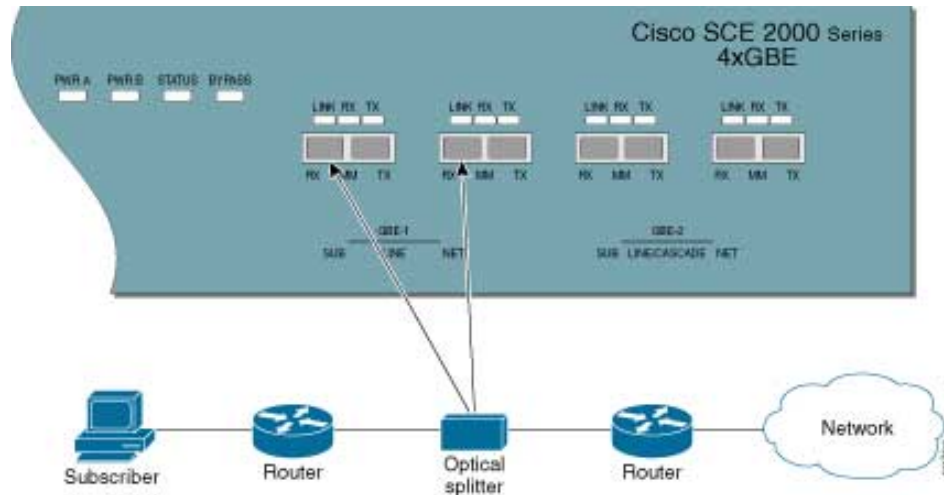 Cisco SCE 2000 Series
4xGBE
PWR A PWR B STATUS BYPASS
LINK RX TX LINK RX TX LINK RX TX LINK RX TX
RX MM TX RX MM TX RX MM TX RX MM TX
GBE-1 GBE-2
SUB LINE NET SUB LINE/CASCADE NET
Subscriber Router Optical splitter Router Network